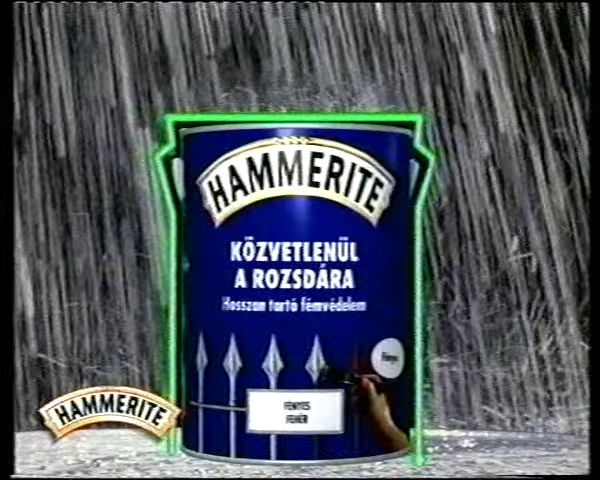 HAMMERITE
KÖZVETLENÜL
A ROZSDÁRA
Hosszan tartó fémvédelem
Fényes
FÉNYES
FEHÉR
HAMMERITE